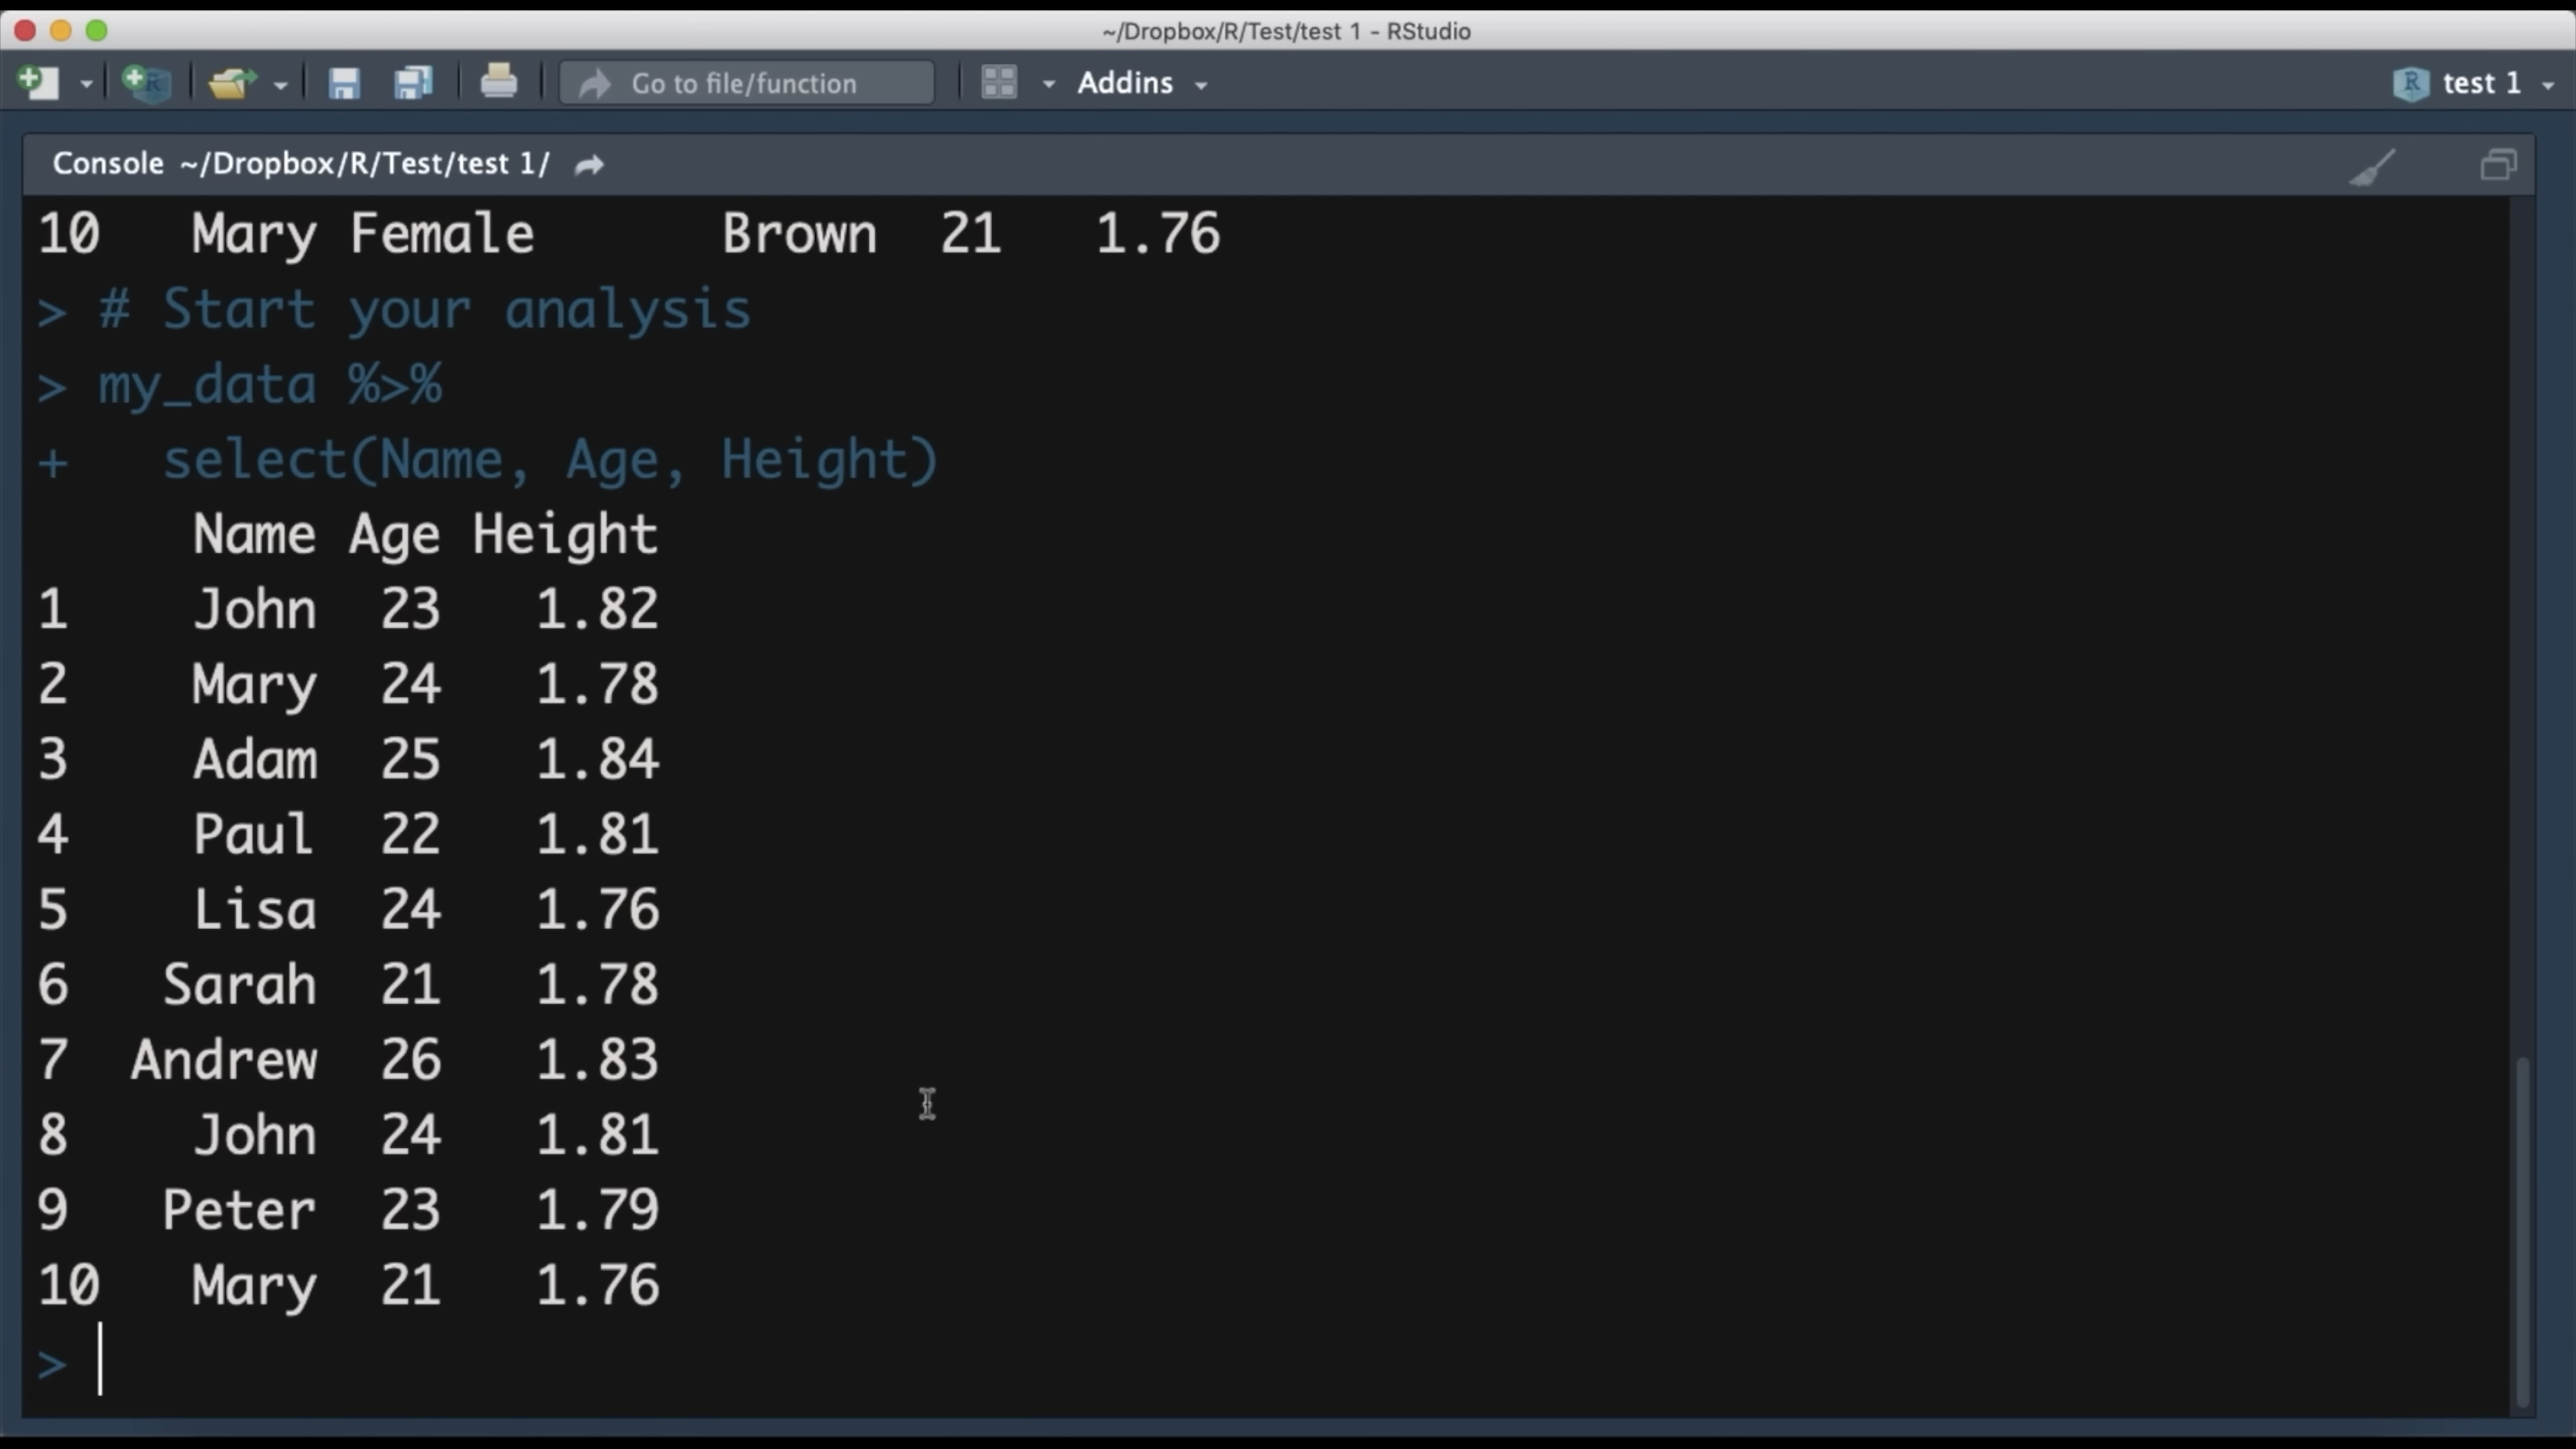 ~/Dropbox/R/Test/test 1 - RStudio
Go to file/function Addins R test 1
Console ~/Dropbox/R/Test/test 1/
10 Mary Female Brown 21 1.76
> # Start your analysis
> my_data %>%
+ select(Name, Age, Height)
Name Age Height
1 John 23 1.82
2 Mary 24 1.78
3 Adam 25 1.84
4 Paul 22 1.81
5 Lisa 24 1.76
6 Sarah 21 1.78
7 Andrew 26 1.83
8 John 24 1.81
9 Peter 23 1.79
10 Mary 21 1.76
>